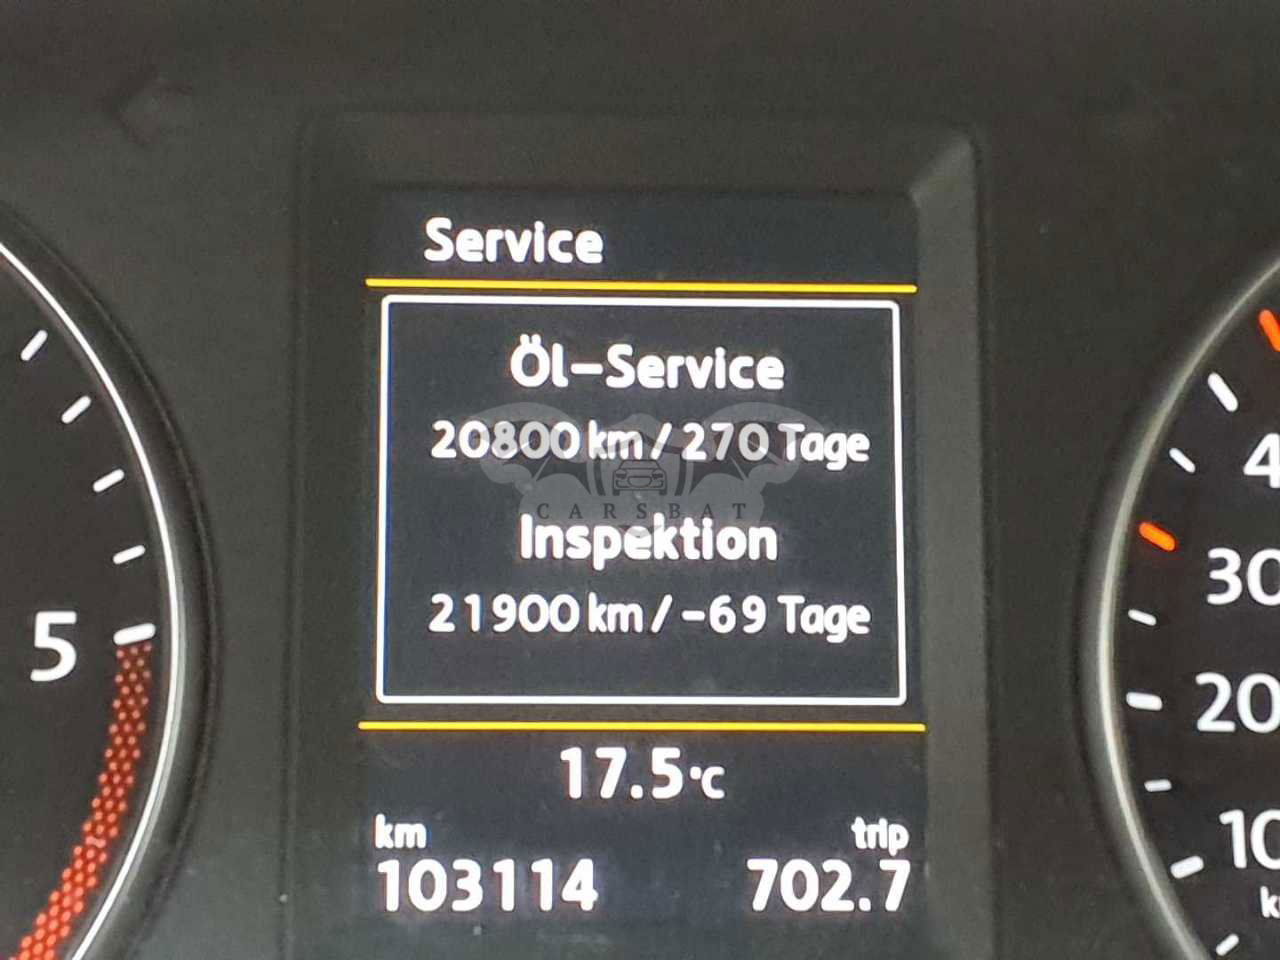 Service
Öl-Service
20800 km / 270 Tage
CARSBAT
Inspektion
21900 km / -69 Tage
17.5°C
km
trip
103114
702.7
5
30
20
10